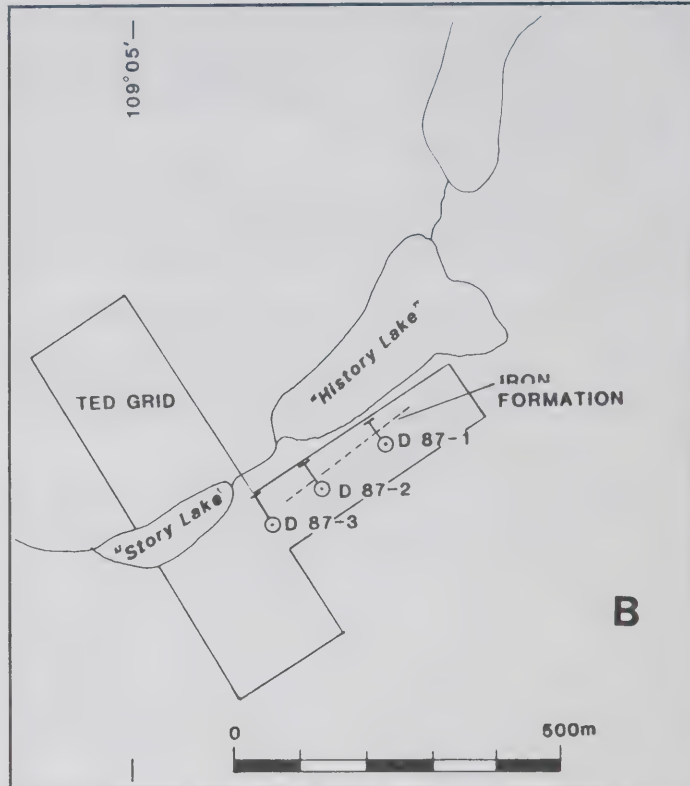 109°05'
TED GRID
"History Lake"
IRON
FORMATION
D 87-1
D 87-2
D 87-3
"Story Lake"
B
0
500m